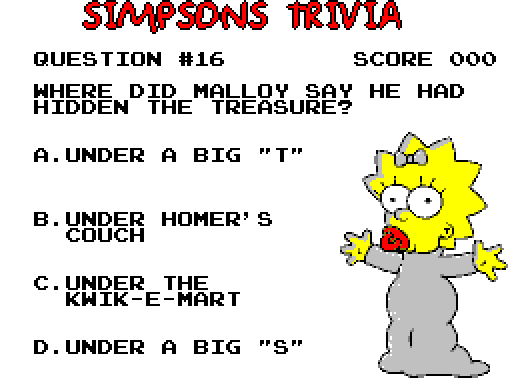 SIMPSONS TRIVIA
QUESTION #16 SCORE 000
WHERE DID MALLOY SAY HE HAD
HIDDEN THE TREASURE?
A.UNDER A BIG "T"
B.UNDER HOMER'S
COUCH
C.UNDER THE
KWIK-E-MART
D.UNDER A BIG "S"